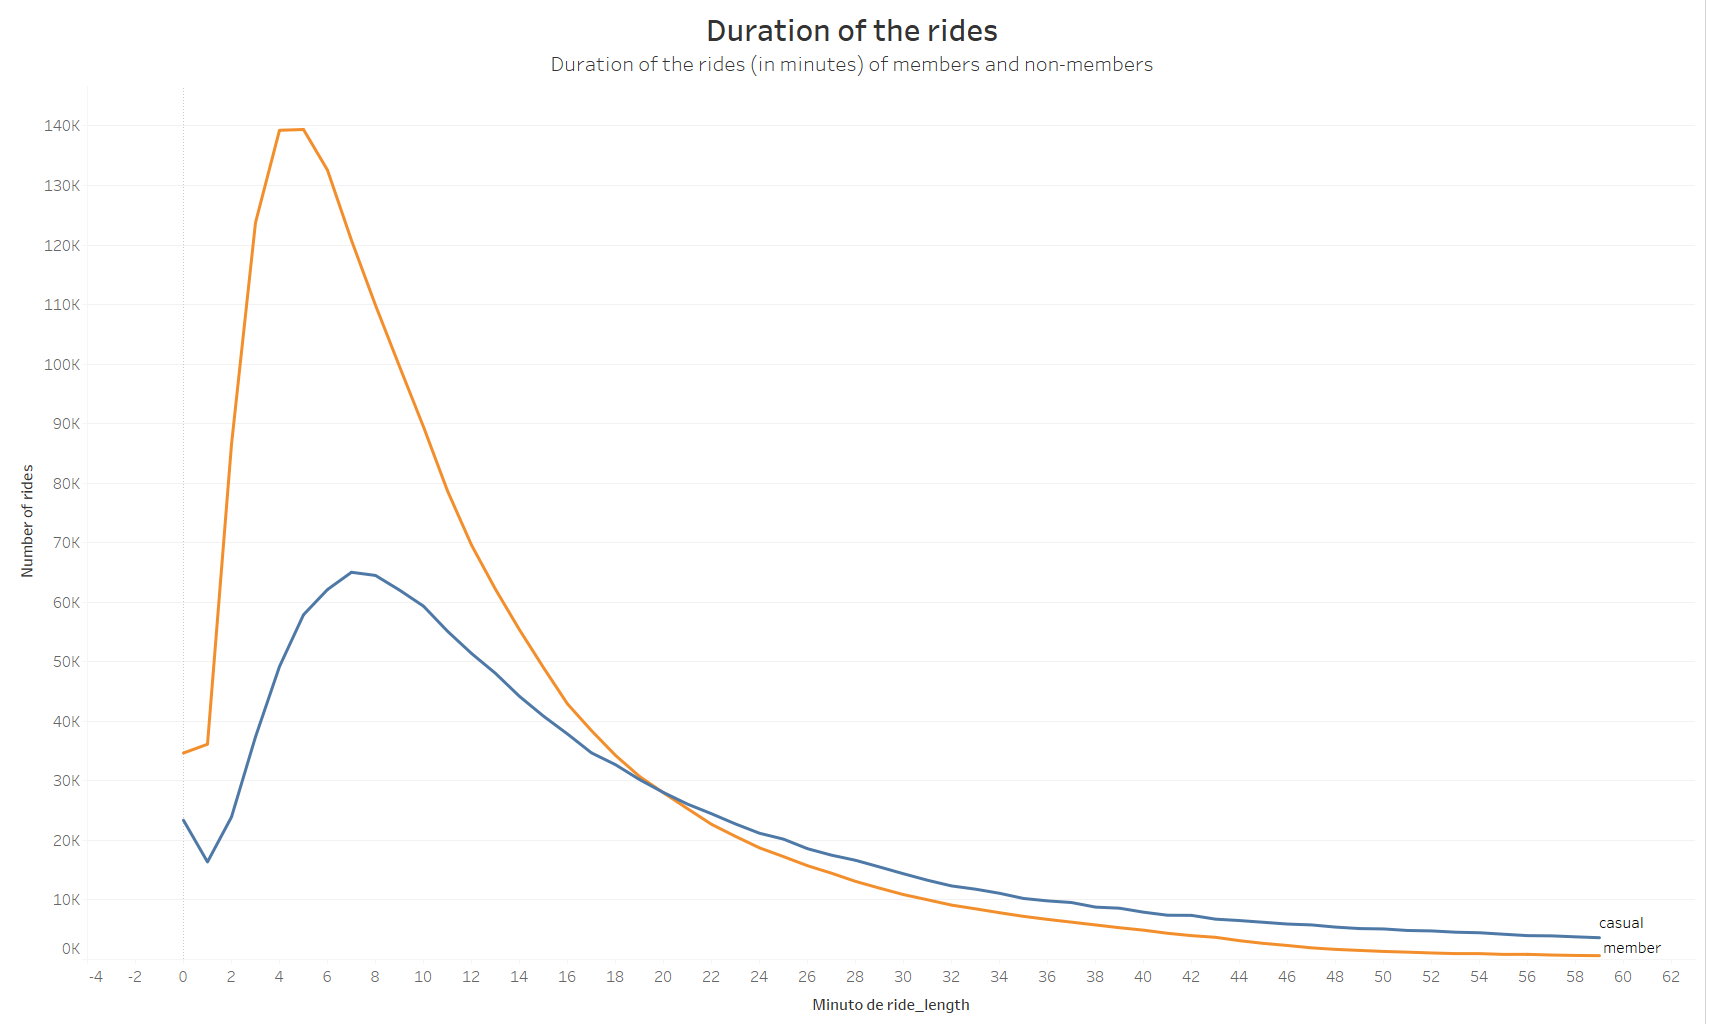 Duration of the rides
Duration of the rides (in minutes) of members and non-members
140K
130K
120K
110K
100K
90K
80K
70K
60K
50K
40K
30K
20K
10K
0K
Number of rides
casual
member
-4 -2 0 2 4 6 8 10 12 14 16 18 20 22 24 26 28 30 32 34 36 38 40 42 44 46 48 50 52 54 56 58 60 62
Minuto de ride_length